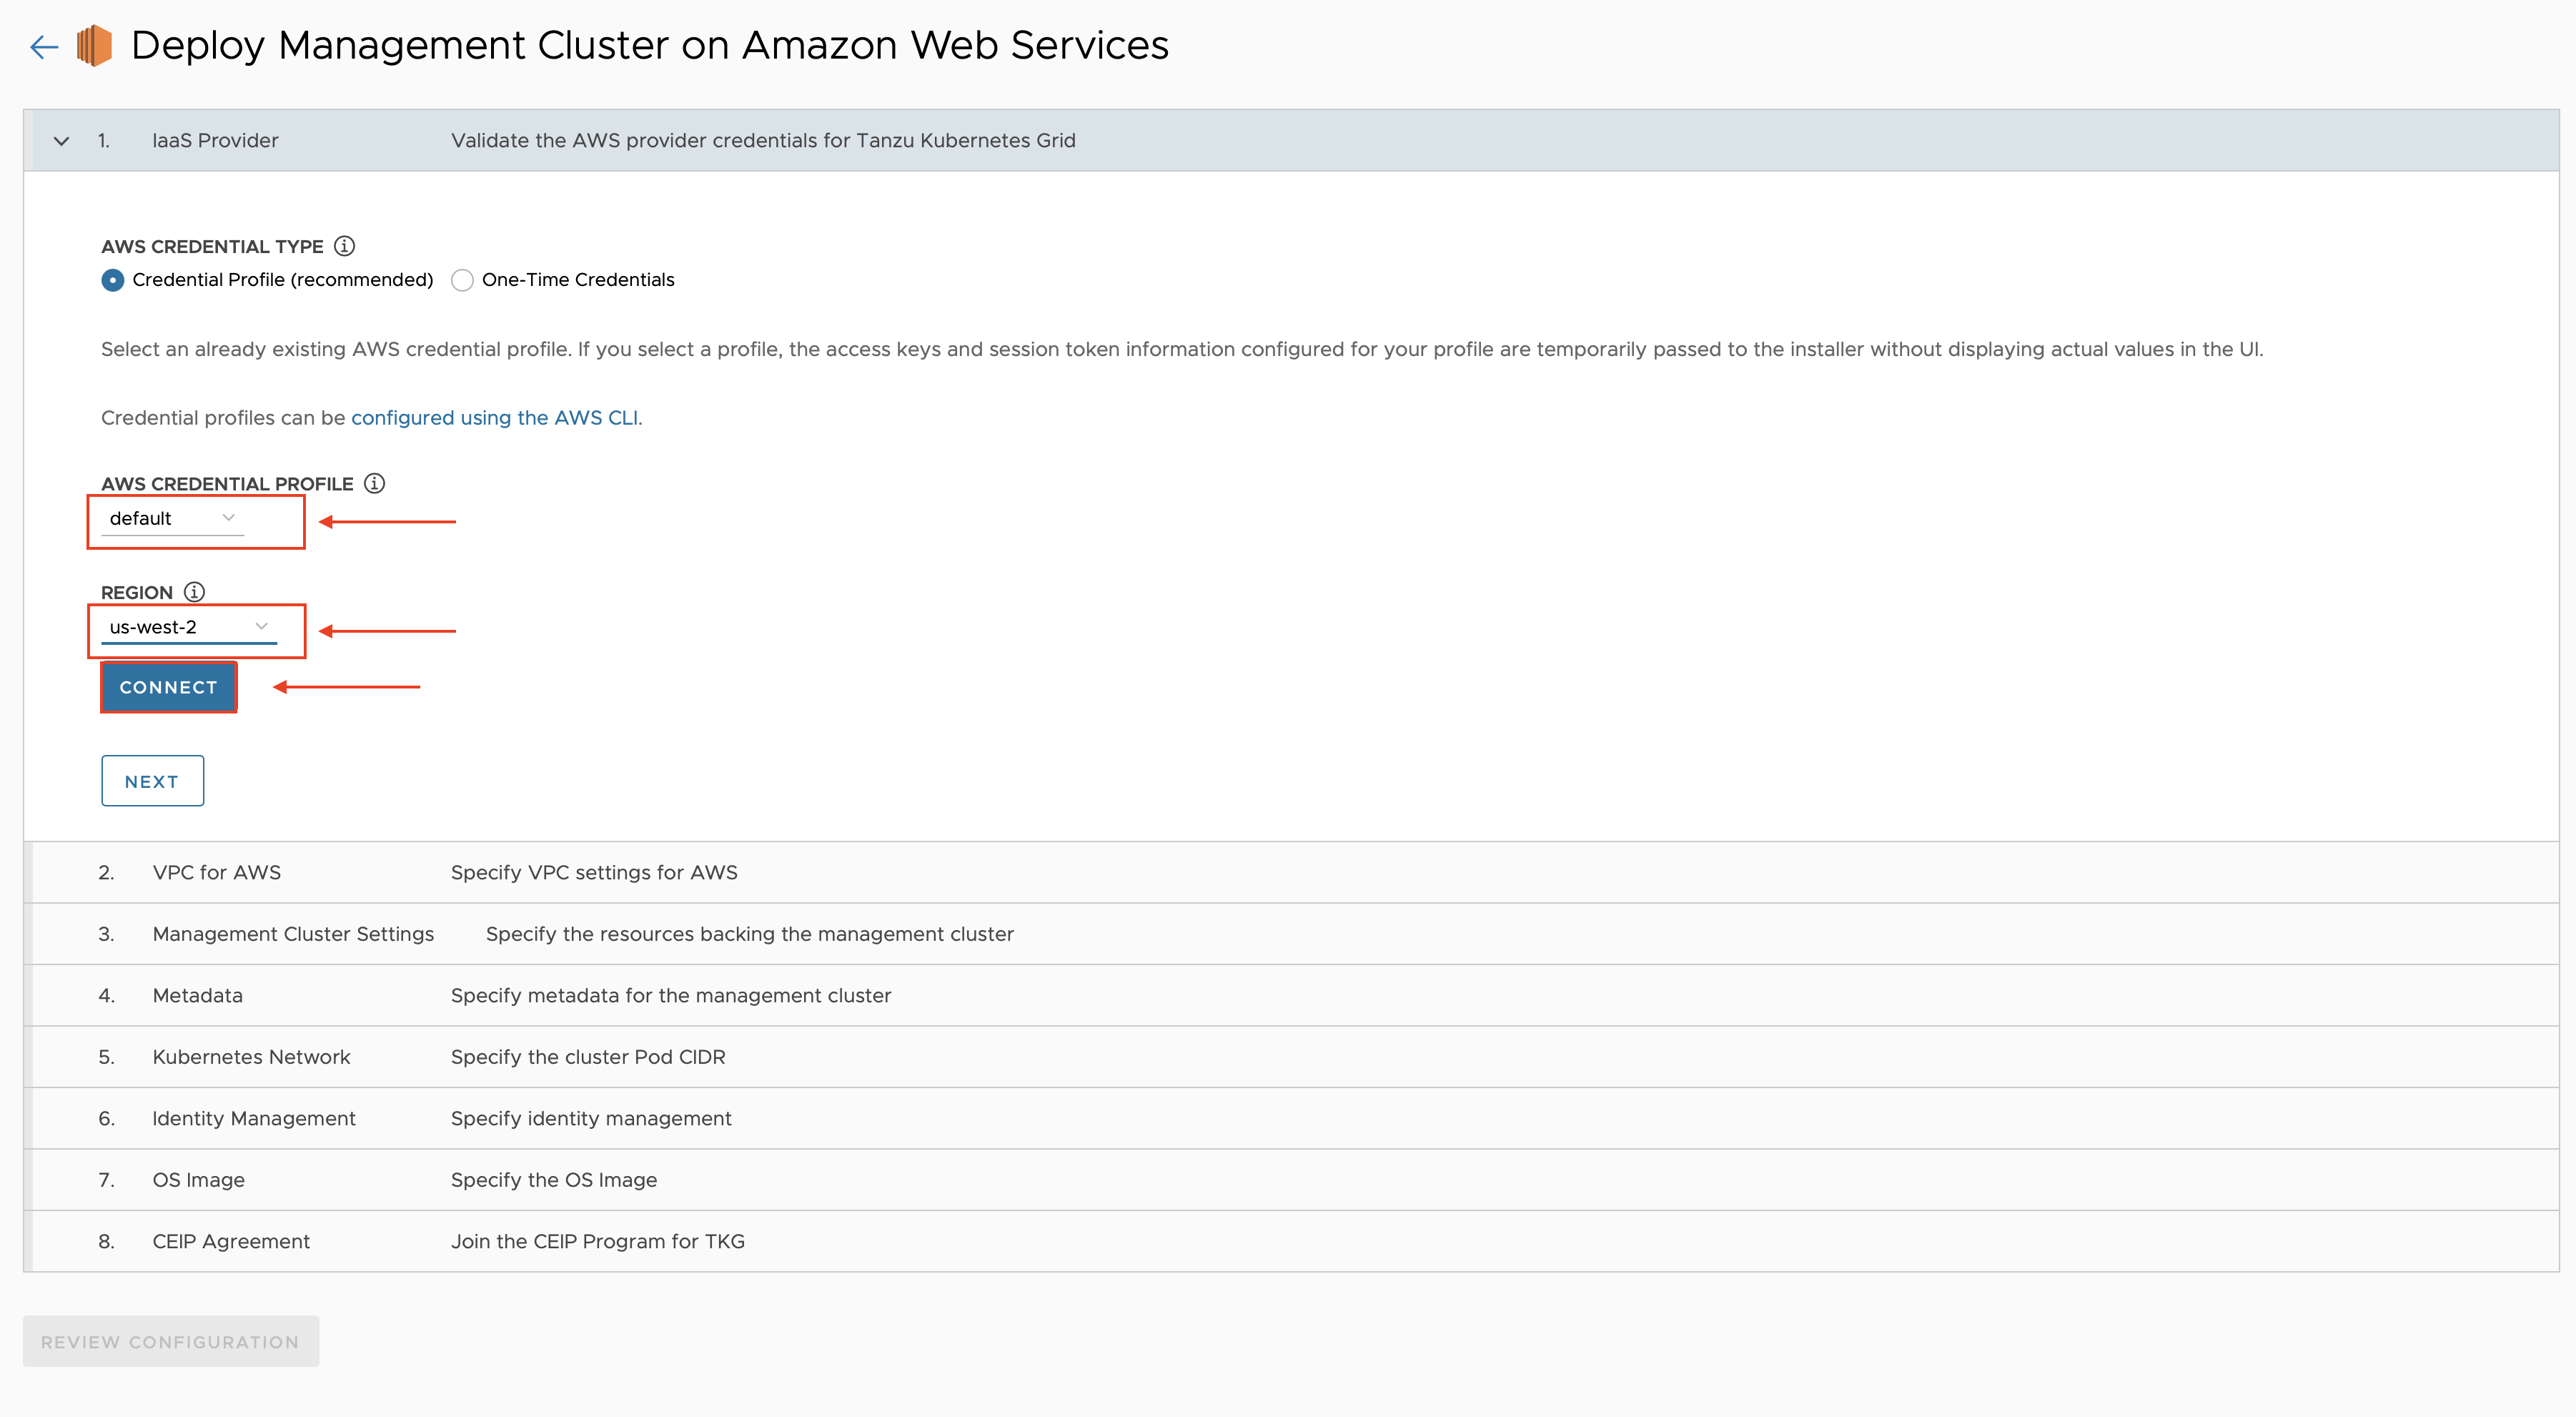 Deploy Management Cluster on Amazon Web Services
1. IaaS Provider Validate the AWS provider credentials for Tanzu Kubernetes Grid
AWS CREDENTIAL TYPE
Credential Profile (recommended) One-Time Credentials
Select an already existing AWS credential profile. If you select a profile, the access keys and session token information configured for your profile are temporarily passed to the installer without displaying actual values in the UI.
Credential profiles can be configured using the AWS CLI.
AWS CREDENTIAL PROFILE
default
REGION
us-west-2
CONNECT
NEXT
2. VPC for AWS Specify VPC settings for AWS
3. Management Cluster Settings Specify the resources backing the management cluster
4. Metadata Specify metadata for the management cluster
5. Kubernetes Network Specify the cluster Pod CIDR
6. Identity Management Specify identity management
7. OS Image Specify the OS Image
8. CEIP Agreement Join the CEIP Program for TKG
REVIEW CONFIGURATION